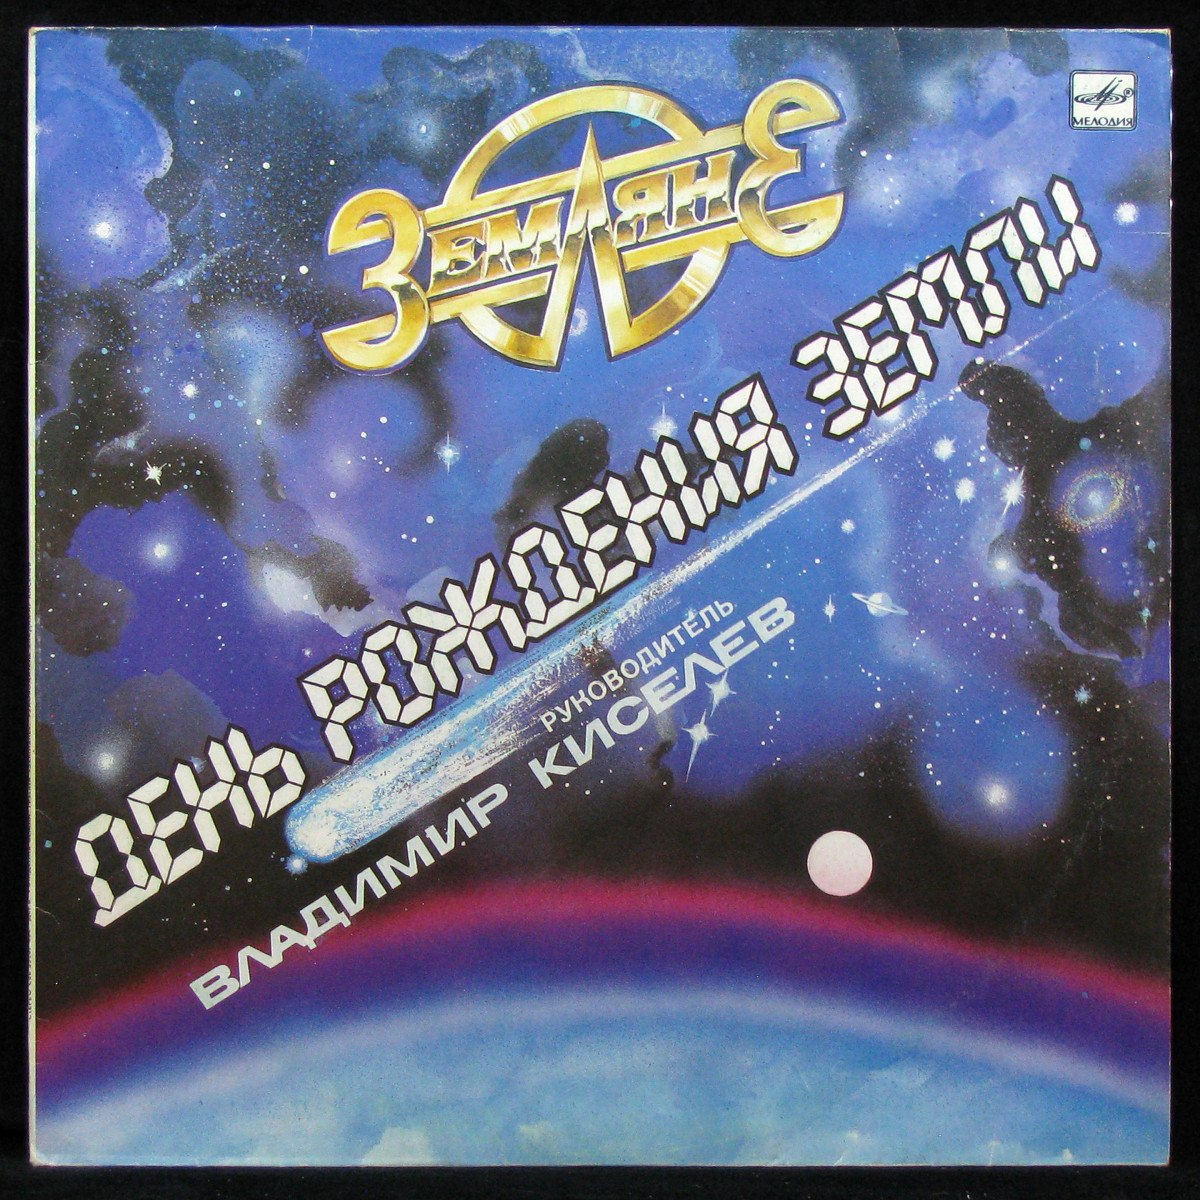 ЗЕМЛЯНЕ
МЕЛОДИЯ
ДЕНЬ РОЖДЕНИЯ ЗЕМЛИ
РУКОВОДИТЕЛЬ
ВЛАДИМИР КИСЕЛЕВ